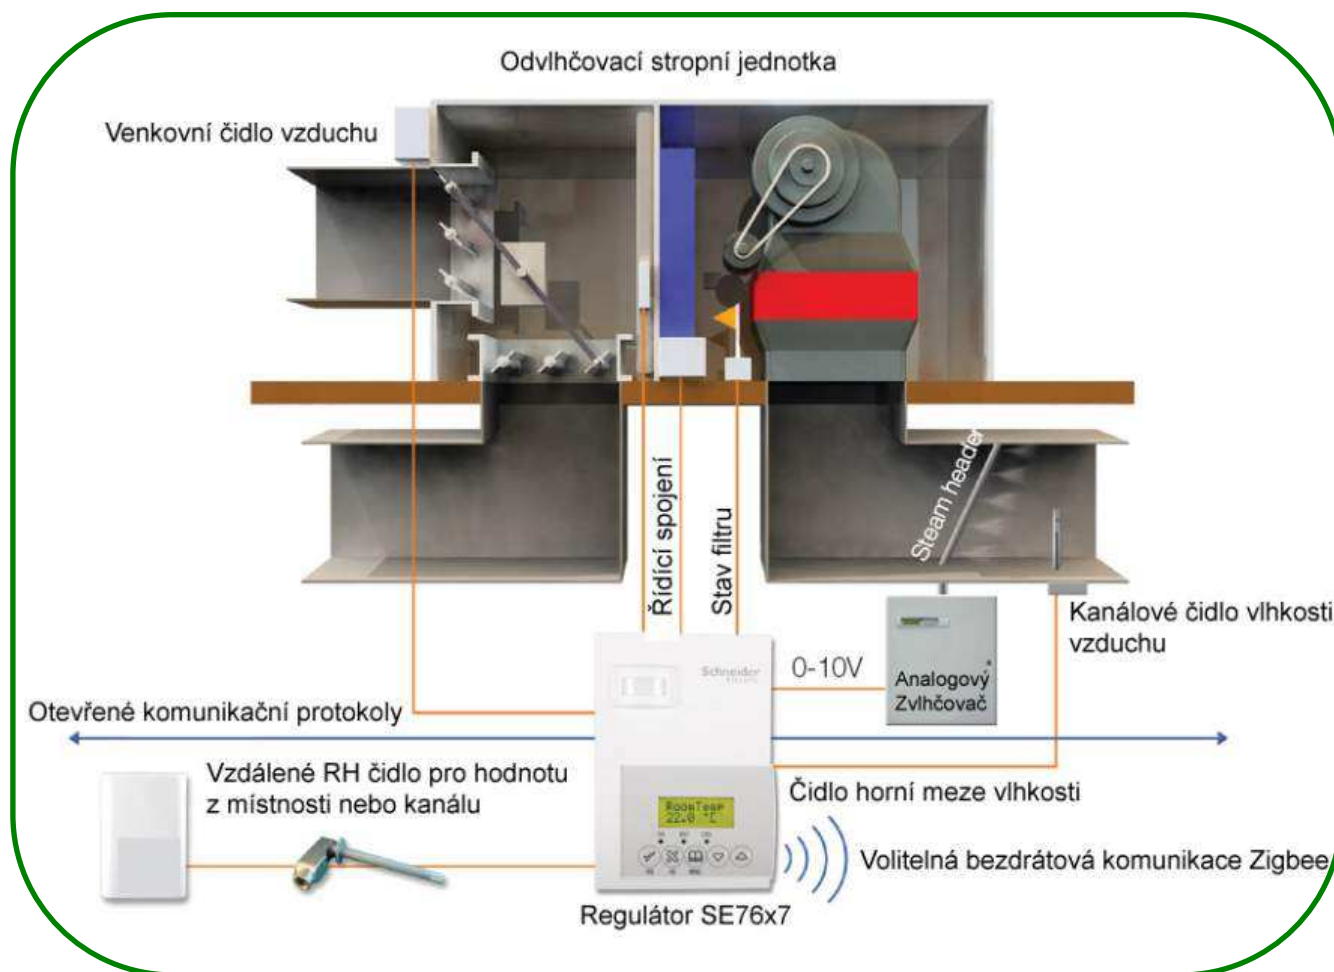 Odvlhčovací stropní jednotka
Venkovní čidlo vzduchu
Steam header
Řídící spojení
Stav filtru
Kanálové čidlo vlhkosti
vzduchu
Schneider
Electric
0-10V
Analogový
Zvlhčovač
Otevřené komunikační protokoly
Vzdálené RH čidlo pro hodnotu
z místnosti nebo kanálu
Čidlo horní meze vlhkosti
RoomTemp
22.0 °C
Volitelná bezdrátová komunikace Zigbee
Regulátor SE76x7